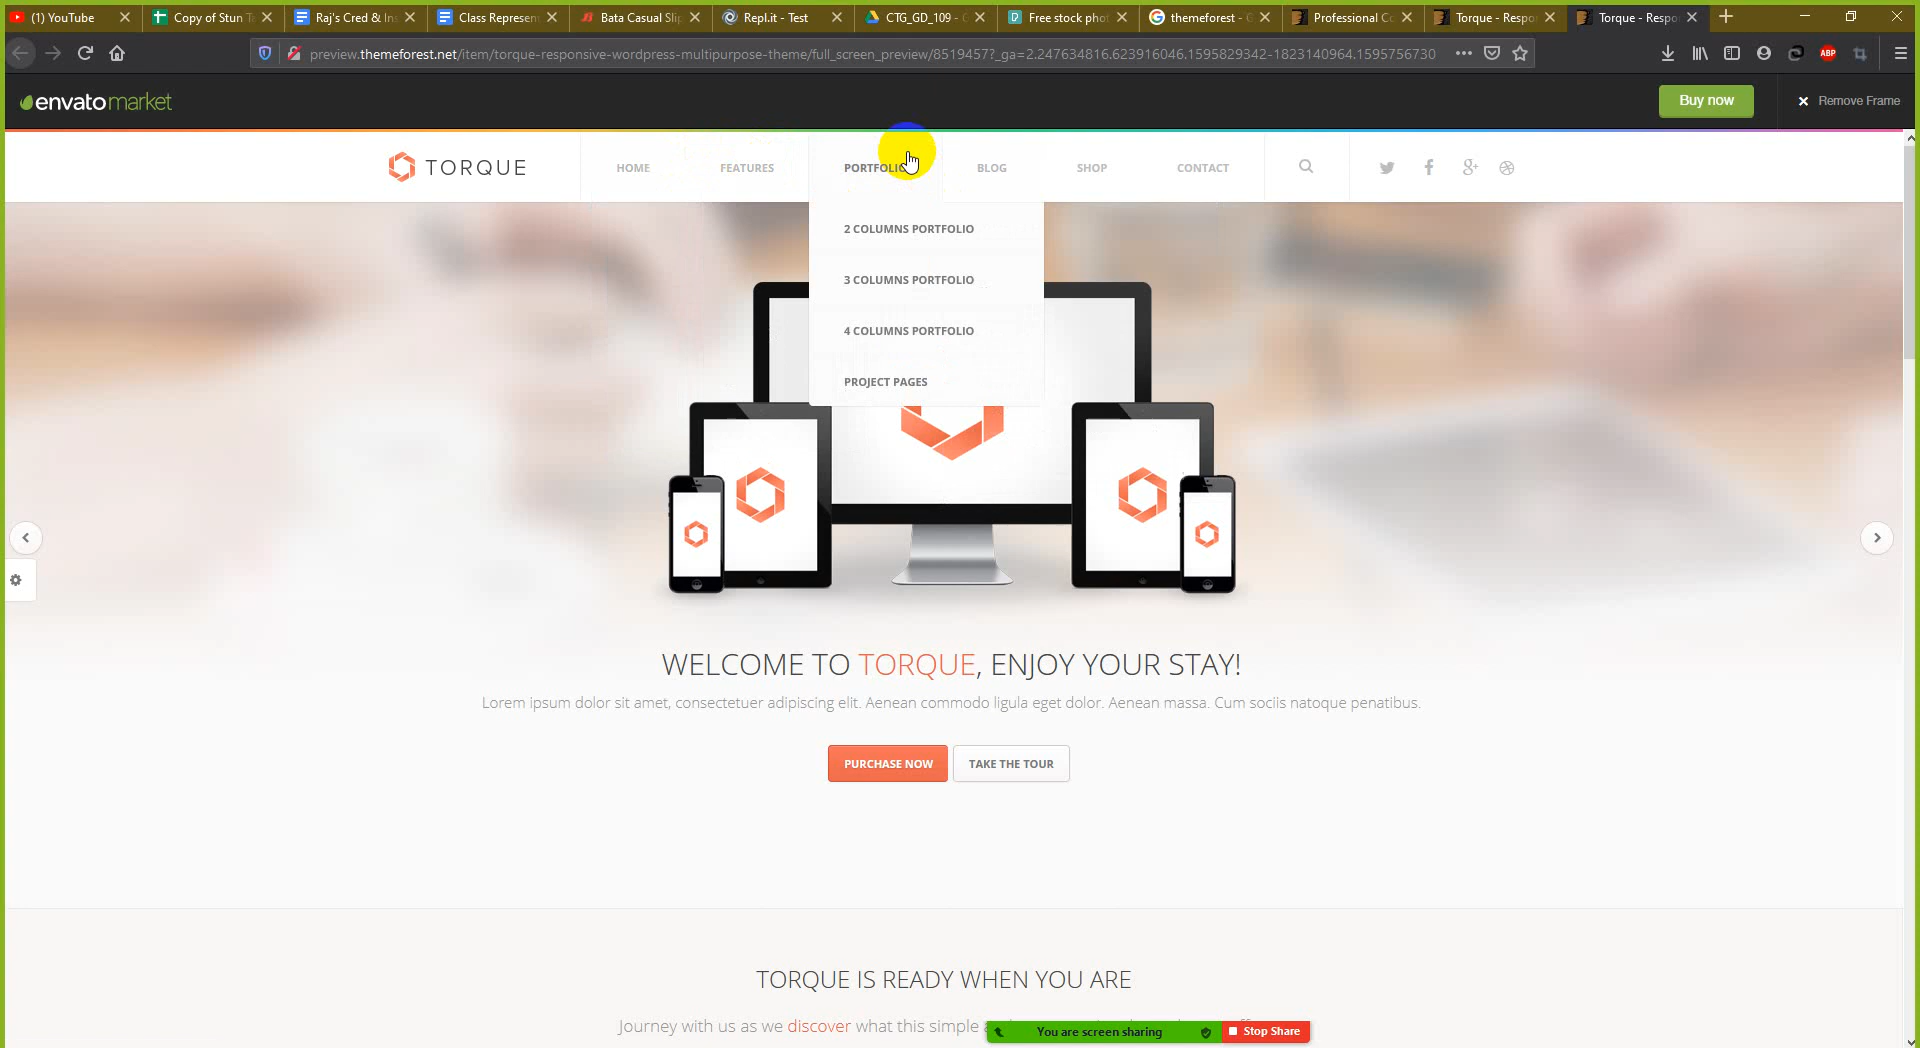 (1) YouTube
Copy of Stun T
Raj's Cred & In
Class Represent
Bata Casual Slip
Repl.it - Test
CTG_GD_109 - G
Free stock phot
themeforest - G
Professional Co
Torque - Respo
Torque - Respo
preview.themeforest.net/item/torque-responsive-wordpress-multipurpose-theme/full_screen_preview/8519457?_ga=2.247634816.623916046.1595829342-1823140964.1595756730
ABP
envatomarket
Buy now
Remove Frame
TORQUE
HOME
FEATURES
PORTFOLIO
BLOG
SHOP
CONTACT
2 COLUMNS PORTFOLIO
3 COLUMNS PORTFOLIO
4 COLUMNS PORTFOLIO
PROJECT PAGES
WELCOME TO TORQUE, ENJOY YOUR STAY!
Lorem ipsum dolor sit amet, consectetuer adipiscing elit. Aenean commodo ligula eget dolor. Aenean massa. Cum sociis natoque penatibus.
PURCHASE NOW
TAKE THE TOUR
TORQUE IS READY WHEN YOU ARE
Journey with us as we discover what this simple
You are screen sharing
Stop Share